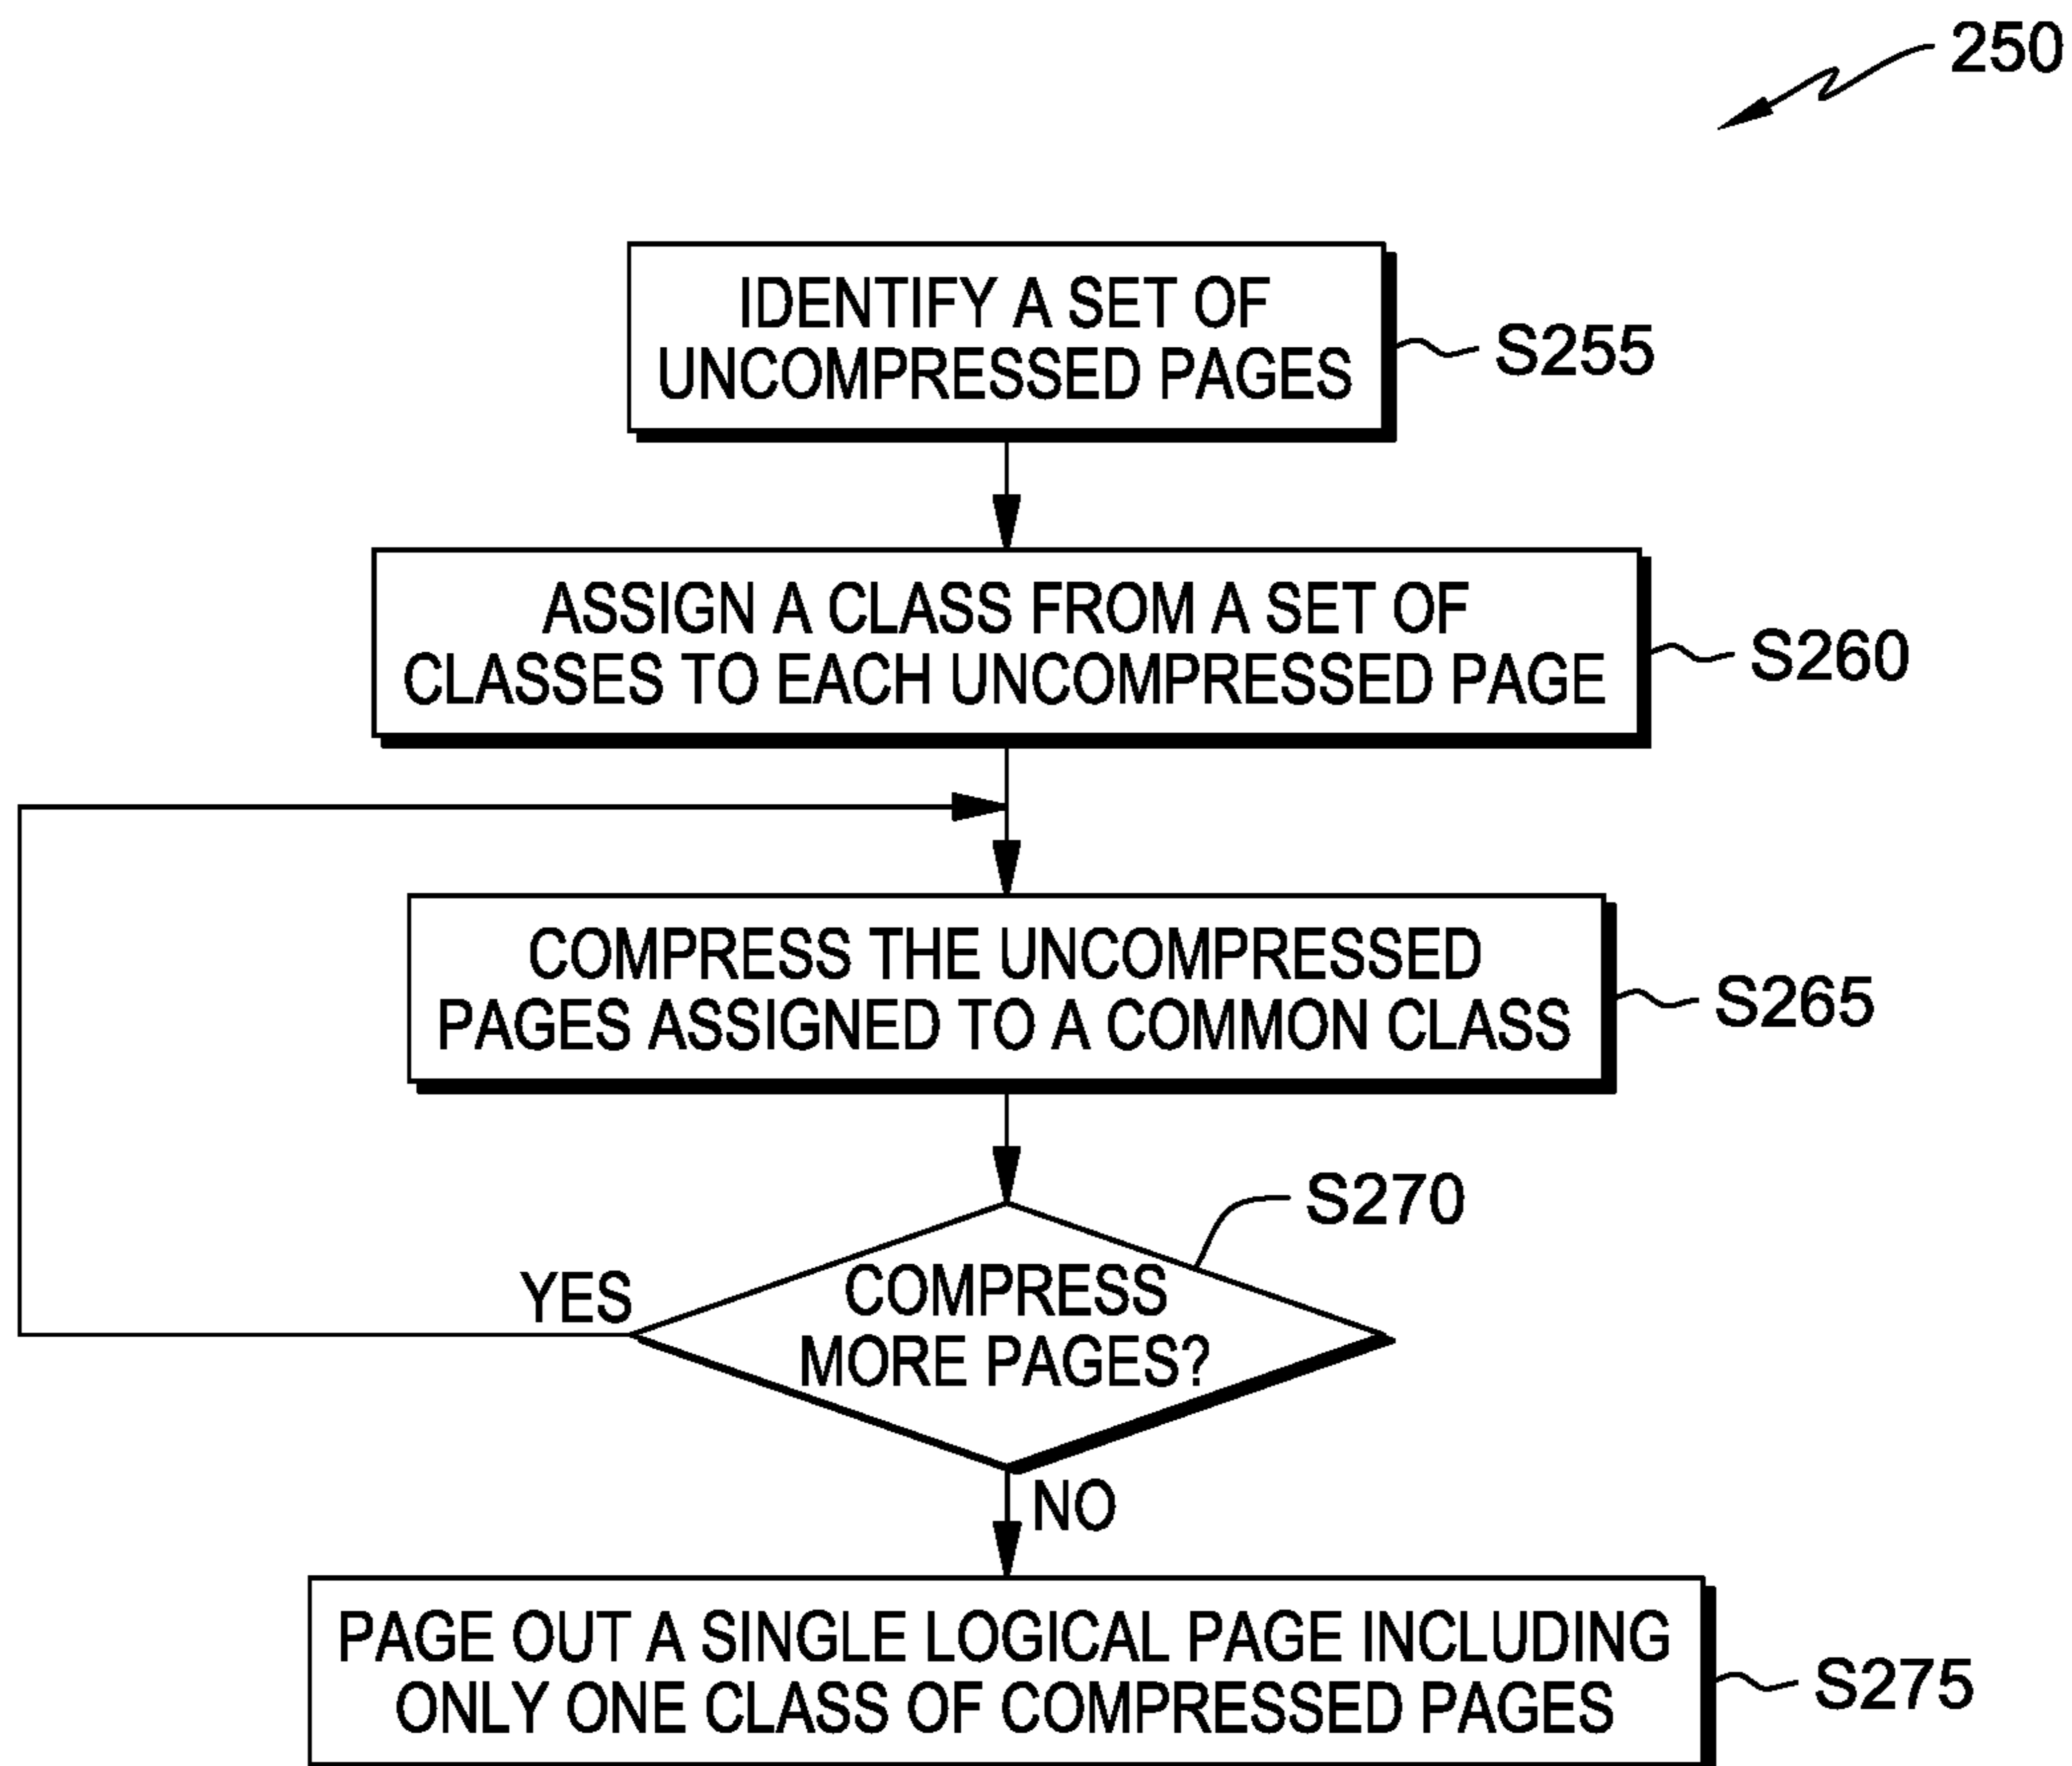 250
IDENTIFY A SET OF
UNCOMPRESSED PAGES
S255
ASSIGN A CLASS FROM A SET OF
CLASSES TO EACH UNCOMPRESSED PAGE
S260
COMPRESS THE UNCOMPRESSED
PAGES ASSIGNED TO A COMMON CLASS
S265
S270
COMPRESS
MORE PAGES?
YES
NO
PAGE OUT A SINGLE LOGICAL PAGE INCLUDING
ONLY ONE CLASS OF COMPRESSED PAGES
S275